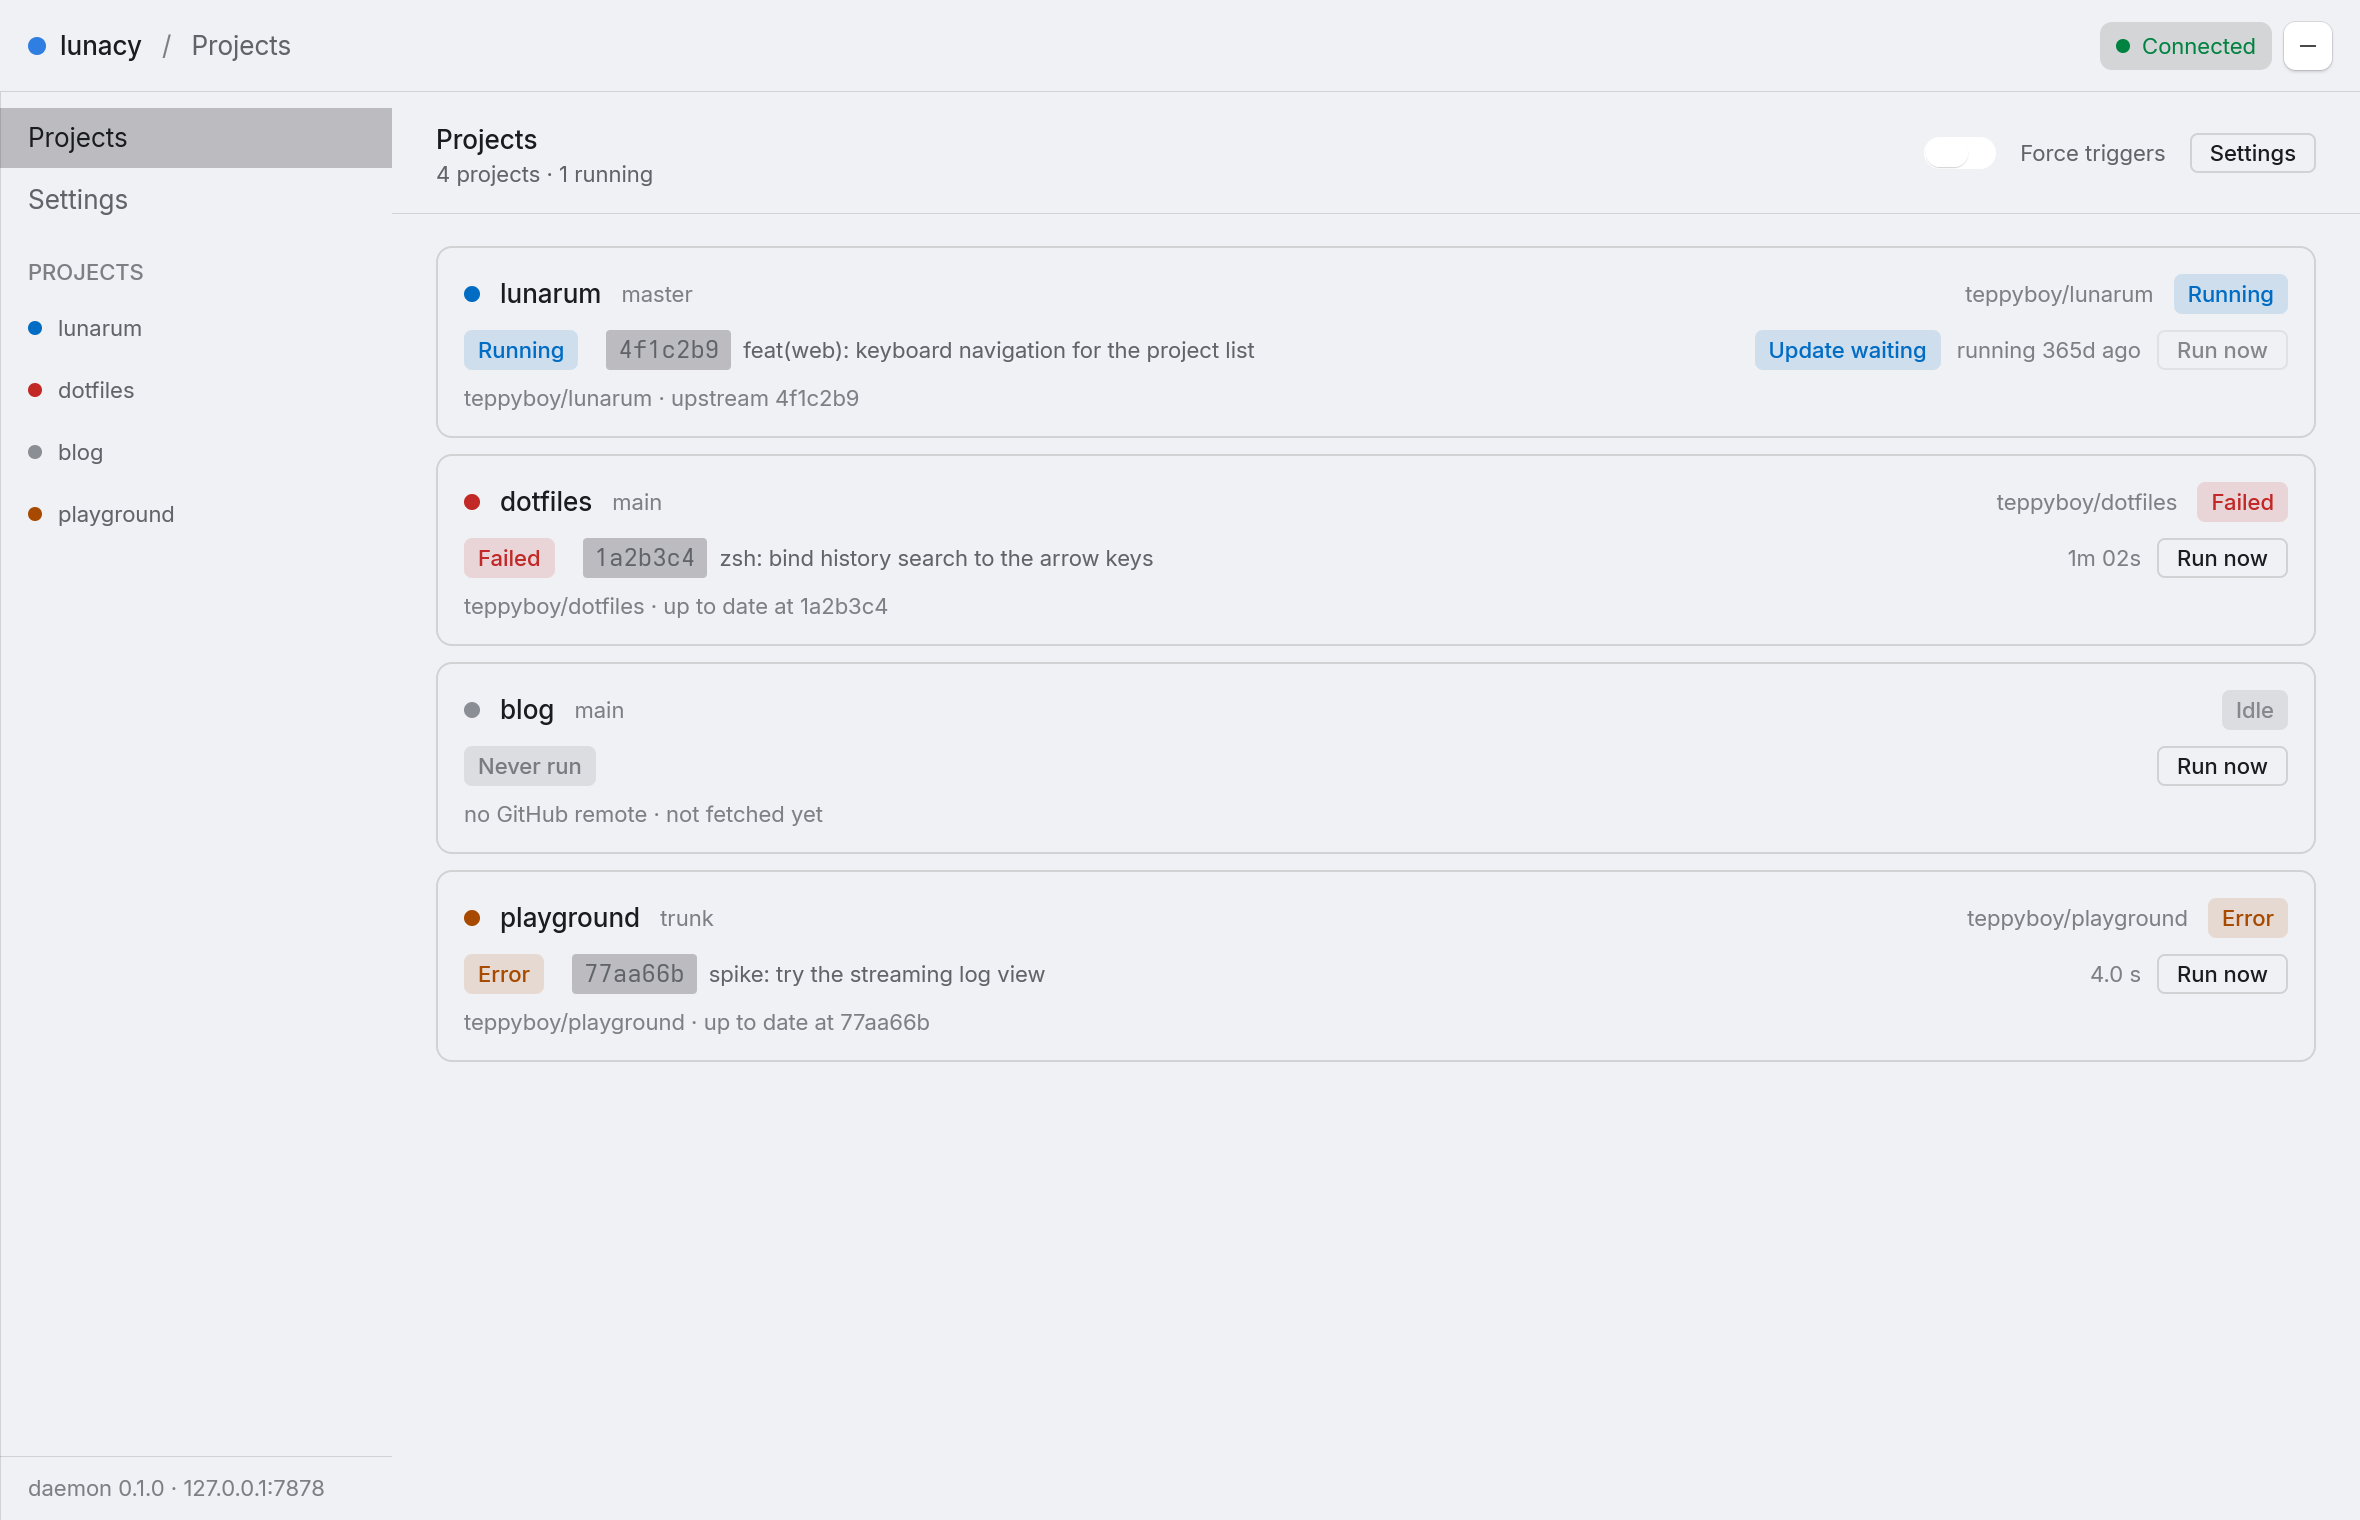 lunacy / Projects
Connected
Projects
Settings
PROJECTS
lunarum
dotfiles
blog
playground
daemon 0.1.0 · 127.0.0.1:7878
Projects
4 projects · 1 running
Force triggers
Settings
lunarum master teppyboy/lunarum Running
Running 4f1c2b9 feat(web): keyboard navigation for the project list Update waiting running 365d ago Run now
teppyboy/lunarum · upstream 4f1c2b9
dotfiles main teppyboy/dotfiles Failed
Failed 1a2b3c4 zsh: bind history search to the arrow keys 1m 02s Run now
teppyboy/dotfiles · up to date at 1a2b3c4
blog main Idle
Never run Run now
no GitHub remote · not fetched yet
playground trunk teppyboy/playground Error
Error 77aa66b spike: try the streaming log view 4.0 s Run now
teppyboy/playground · up to date at 77aa66b